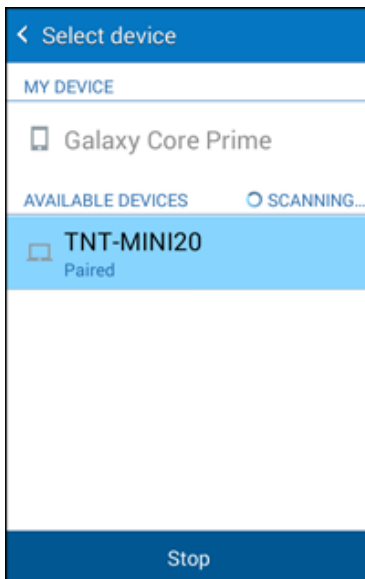 Select device
MY DEVICE
Galaxy Core Prime
AVAILABLE DEVICES SCANNING...
TNT-MINI20
Paired
Stop